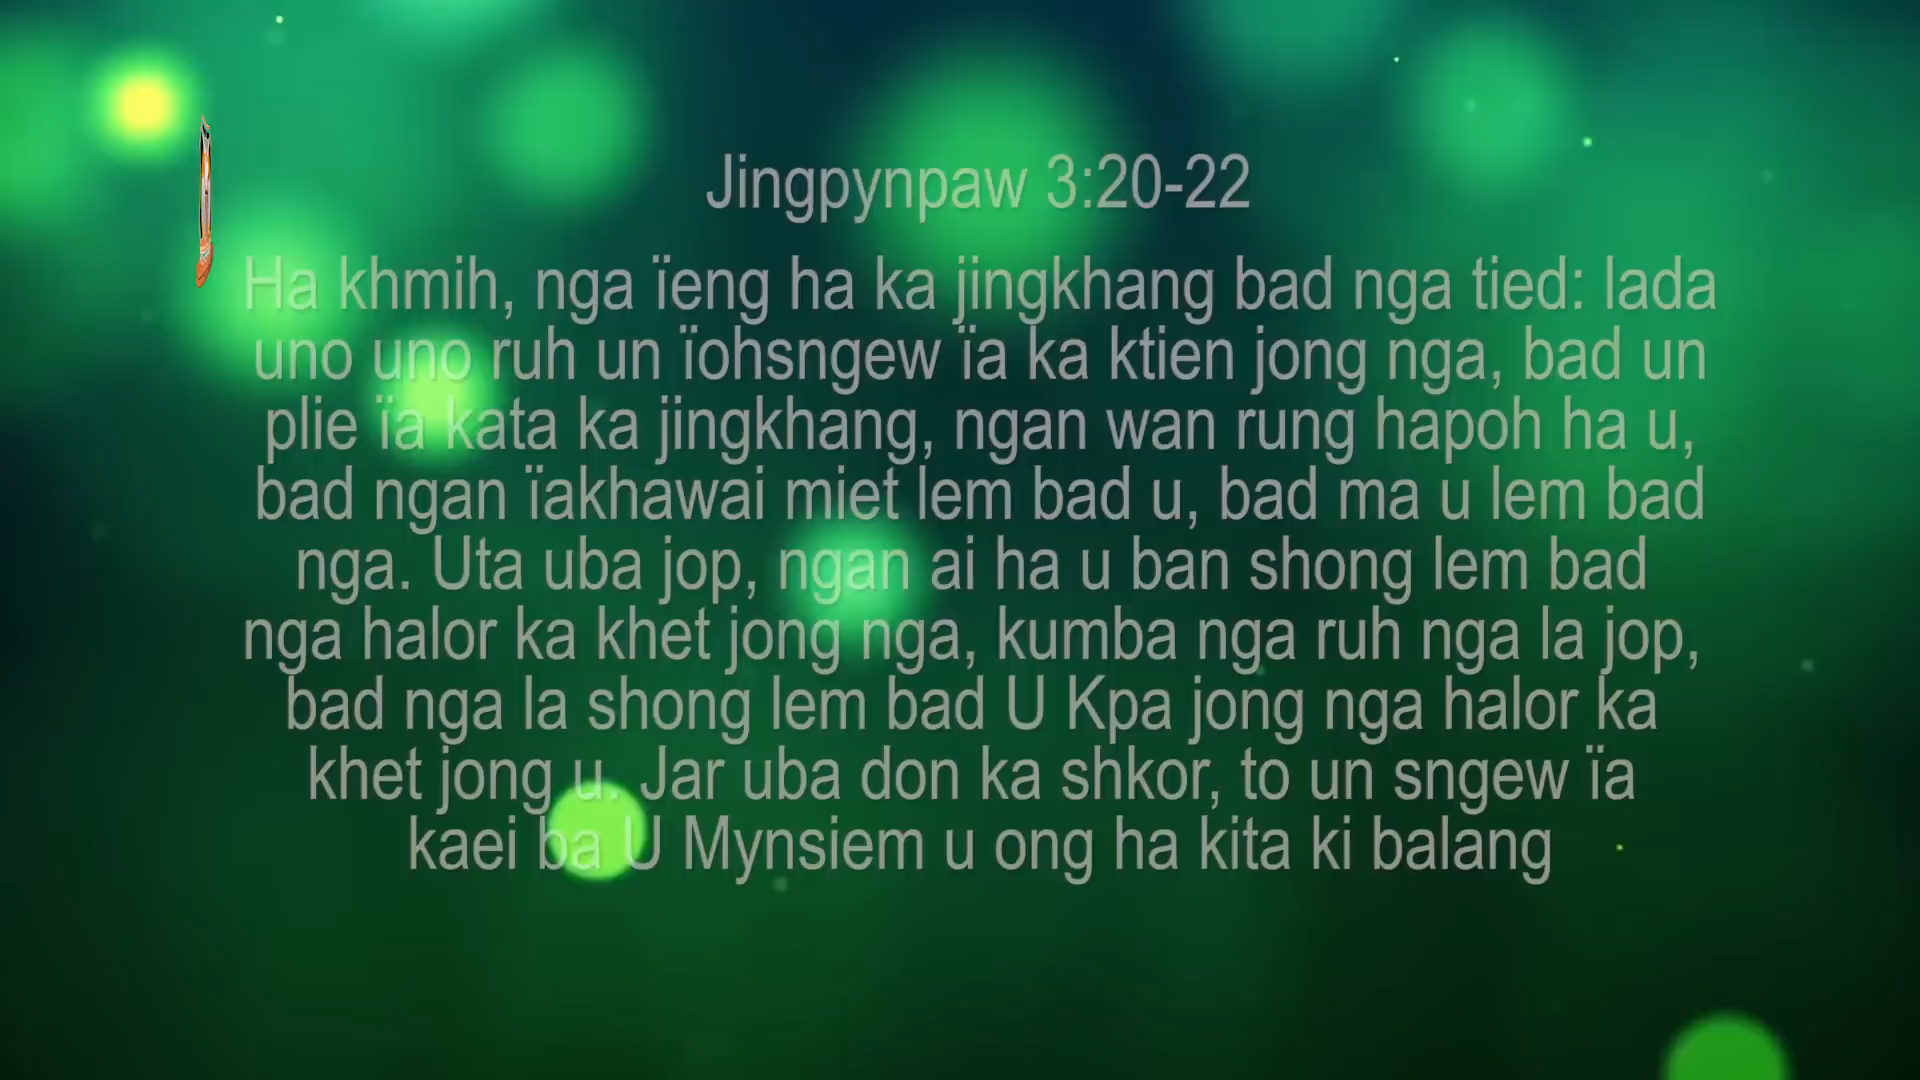 Jingpynpaw 3:20-22
Ha khmih, nga ïeng ha ka jingkhang bad nga tied: lada
uno uno ruh un ïohsngew ïa ka ktien jong nga, bad un
plie ïa kata ka jingkhang, ngan wan rung hapoh ha u,
bad ngan ïakhawai miet lem bad u, bad ma u lem bad
nga. Uta uba jop, ngan ai ha u ban shong lem bad
nga halor ka khet jong nga, kumba nga ruh nga la jop,
bad nga la shong lem bad U Kpa jong nga halor ka
khet jong u. Jar uba don ka shkor, to un sngew ïa
kaei ba U Mynsiem u ong ha kita ki balang